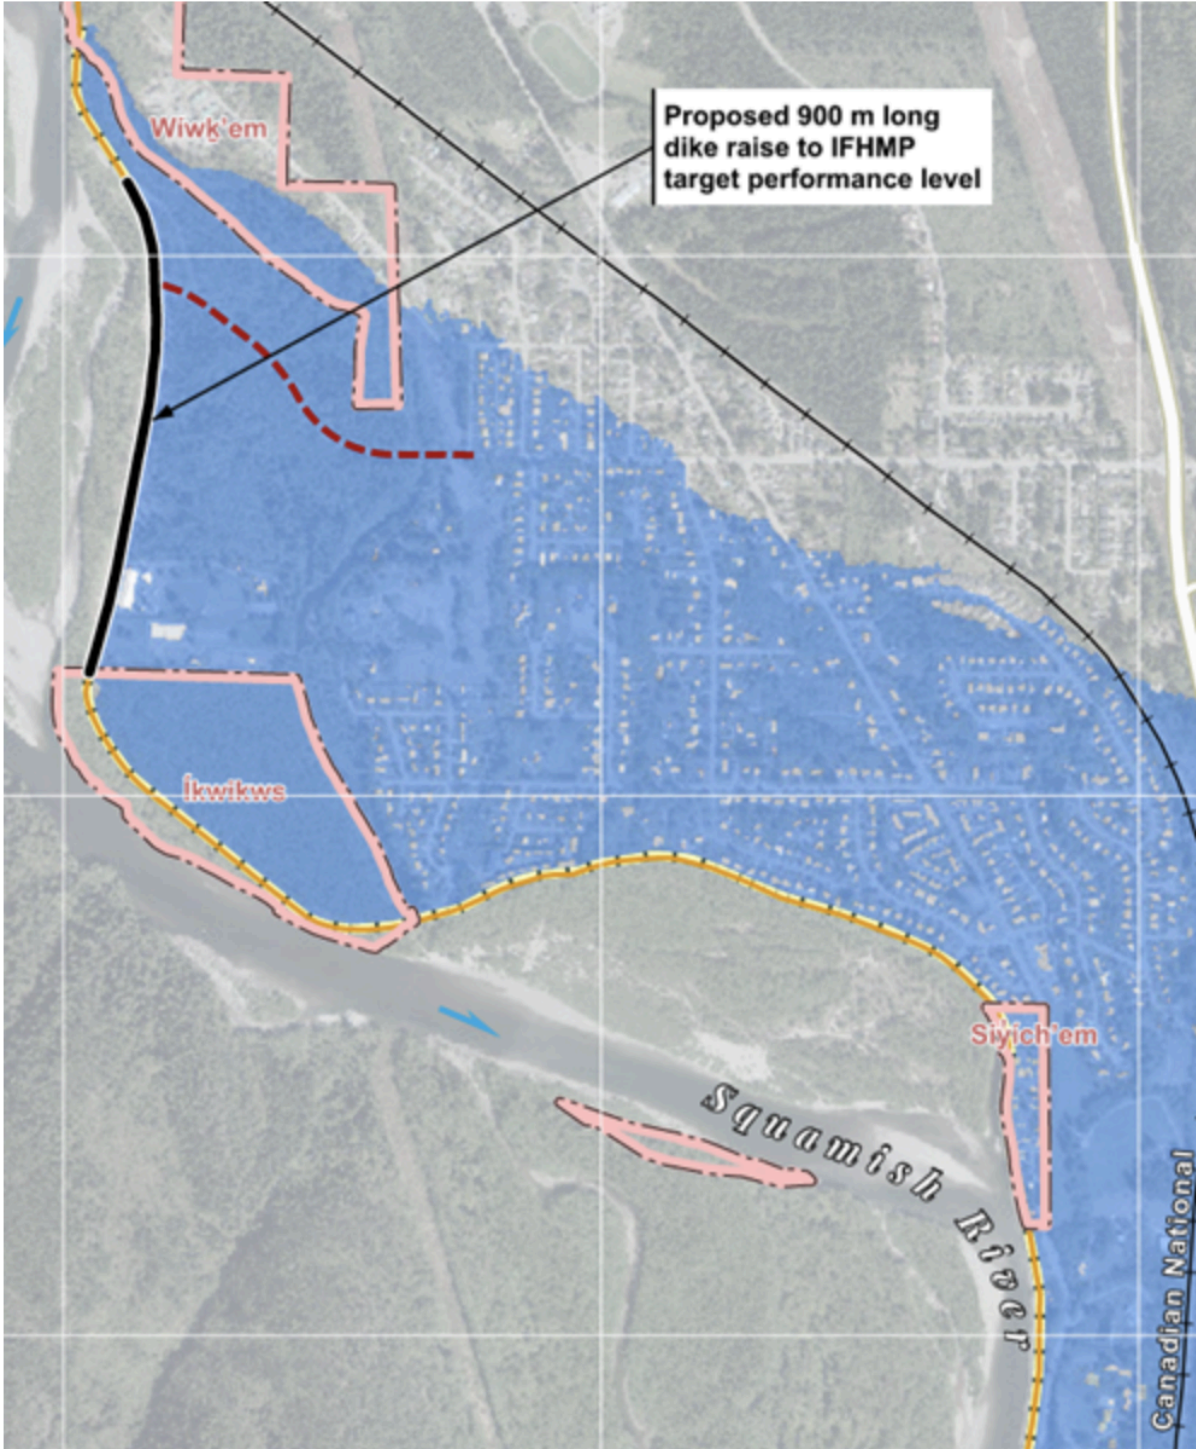 Proposed 900 m long
dike raise to IFHMP
target performance level
Wiwḵ'em
Íkwikws
Siýich'em
Squamish River
Canadian National